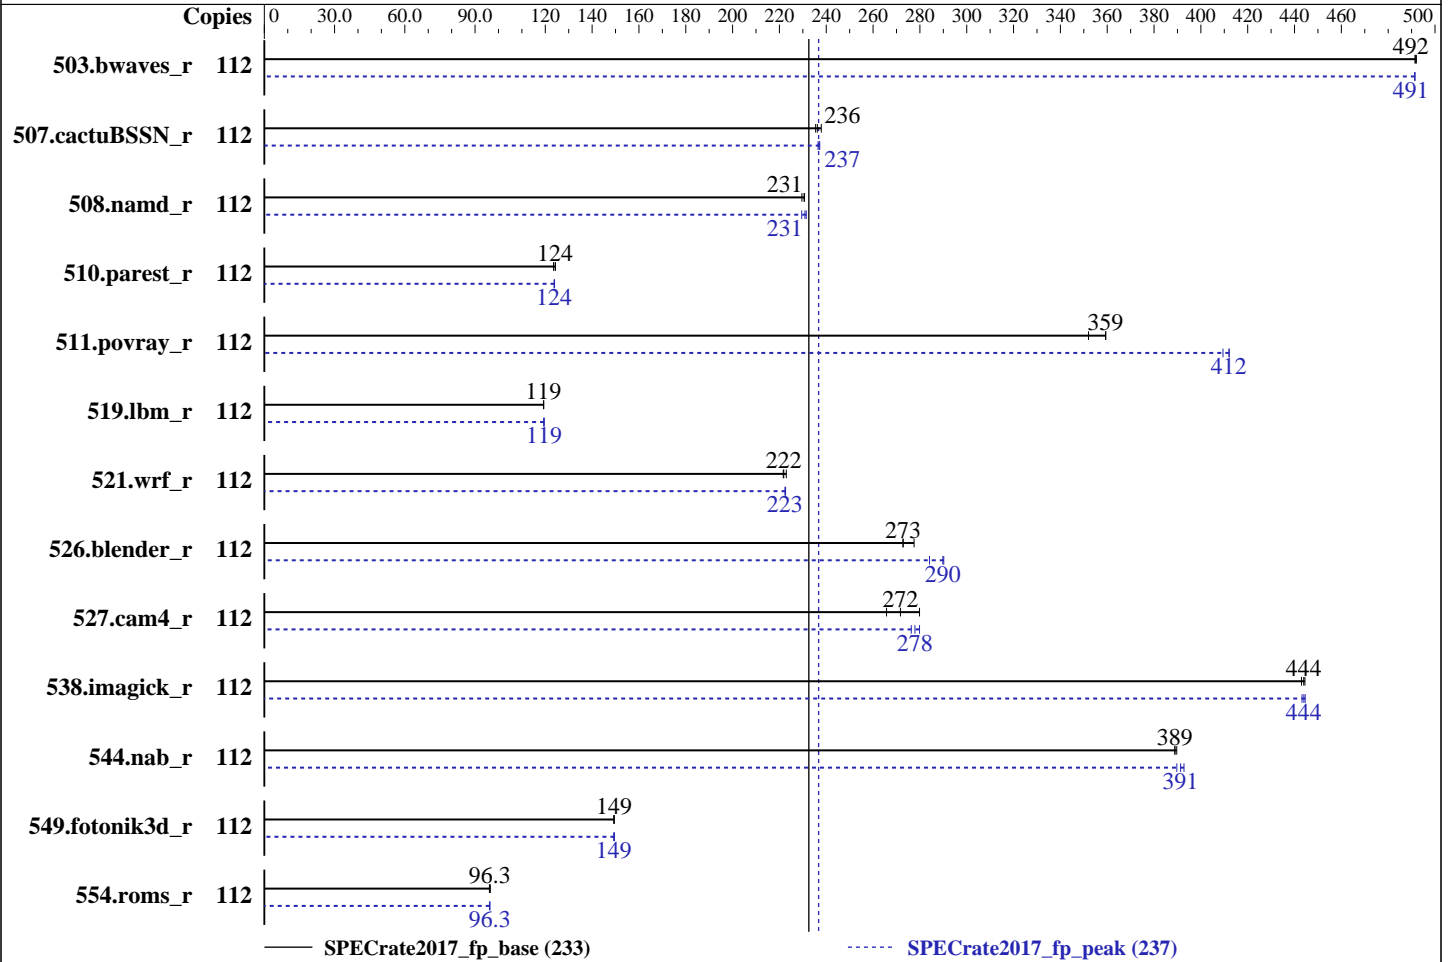 Copies 0 30.0 60.0 90.0 120 140 160 180 200 220 240 260 280 300 320 340 360 380 400 420 440 460 500
503.bwaves_r 112 492
491
507.cactuBSSN_r 112 236
237
508.namd_r 112 231
231
510.parest_r 112 124
124
511.povray_r 112 359
412
519.lbm_r 112 119
119
521.wrf_r 112 222
223
526.blender_r 112 273
290
527.cam4_r 112 272
278
538.imagick_r 112 444
444
544.nab_r 112 389
391
549.fotonik3d_r 112 149
149
554.roms_r 112 96.3
96.3
SPECrate2017_fp_base (233) SPECrate2017_fp_peak (237)